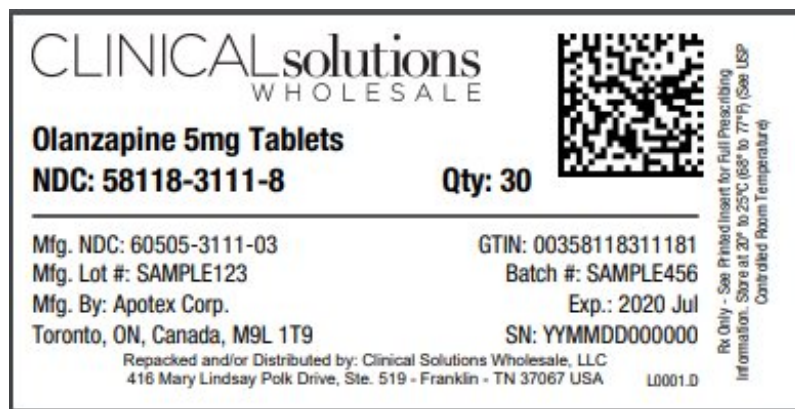 CLINICALsolutions
WHOLESALE
Olanzapine 5mg Tablets
NDC: 58118-3111-8 Qty: 30
Mfg. NDC: 60505-3111-03 GTIN: 00358118311181
Mfg. Lot #: SAMPLE123 Batch #: SAMPLE456
Mfg. By: Apotex Corp. Exp.: 2020 Jul
Toronto, ON, Canada, M9L 1T9 SN: YYMMDD000000
Repacked and/or Distributed by: Clinical Solutions Wholesale, LLC
416 Mary Lindsay Polk Drive, Ste. 519 - Franklin - TN 37067 USA L0001.D
Rx Only - See Printed Insert for Full Prescribing
Information. Store at 20° to 25°C (68° to 77°F) (See USP
Controlled Room Temperature)